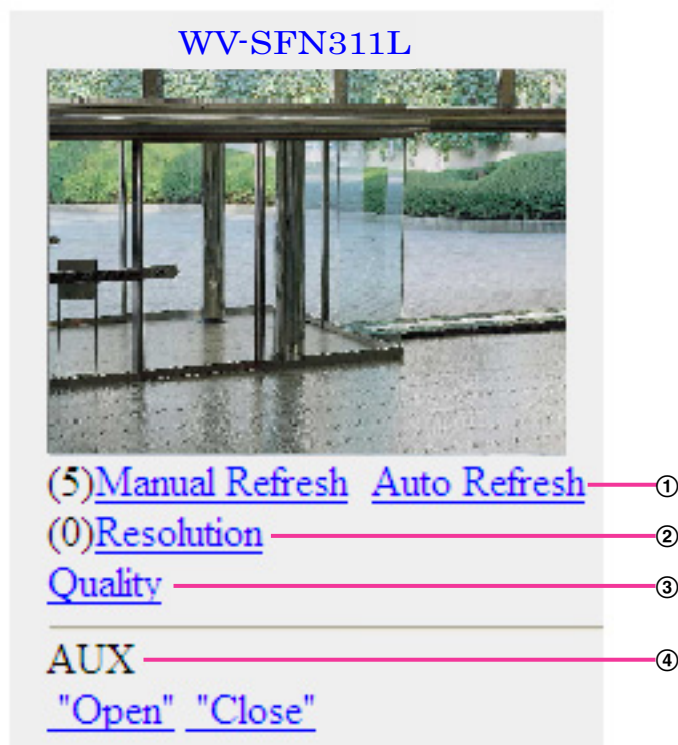 WV-SFN311L
(5)Manual Refresh Auto Refresh ①
(0)Resolution ②
Quality ③
AUX ④
"Open" "Close"